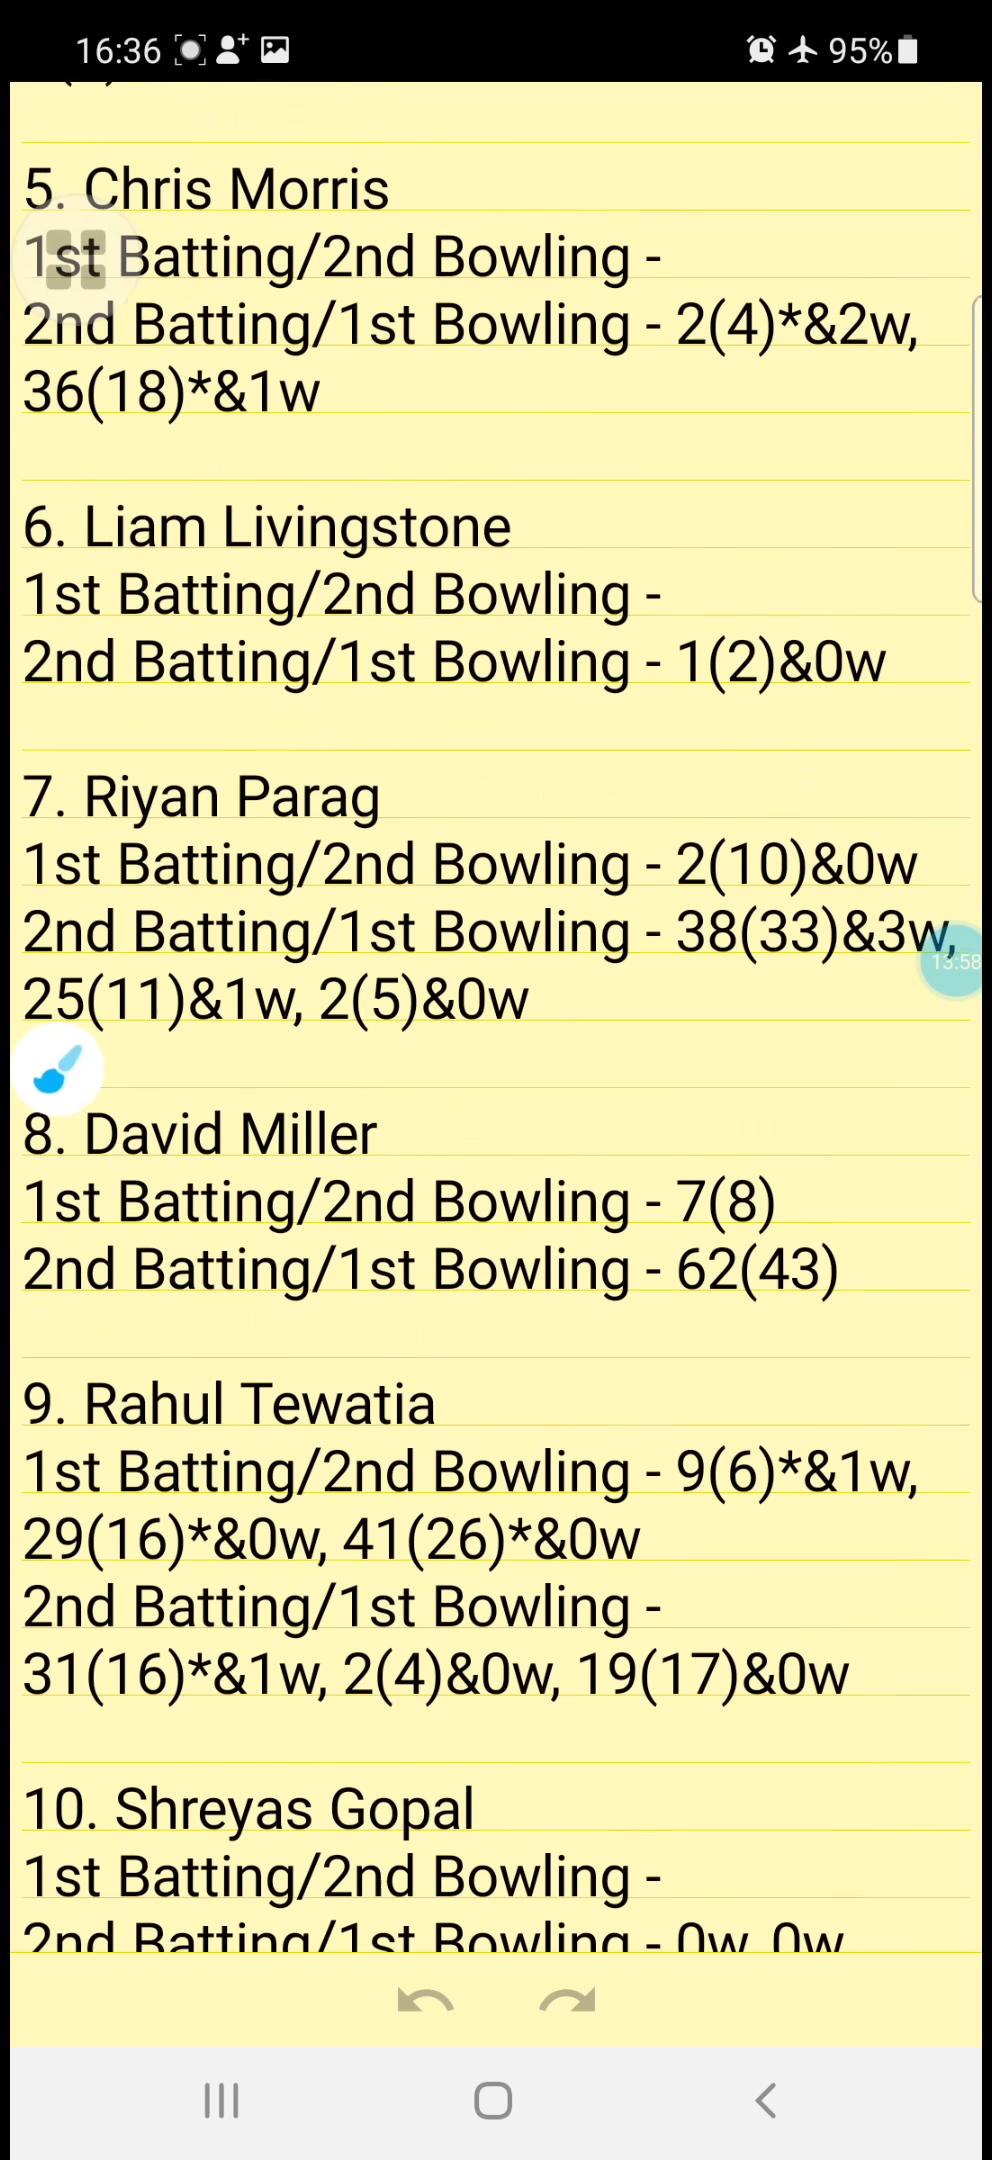 16:36
95%
5. Chris Morris
1st Batting/2nd Bowling -
2nd Batting/1st Bowling - 2(4)*&2w,
36(18)*&1w
6. Liam Livingstone
1st Batting/2nd Bowling -
2nd Batting/1st Bowling - 1(2)&0w
7. Riyan Parag
1st Batting/2nd Bowling - 2(10)&0w
2nd Batting/1st Bowling - 38(33)&3w,
13:58
25(11)&1w, 2(5)&0w
8. David Miller
1st Batting/2nd Bowling - 7(8)
2nd Batting/1st Bowling - 62(43)
9. Rahul Tewatia
1st Batting/2nd Bowling - 9(6)*&1w,
29(16)*&0w, 41(26)*&0w
2nd Batting/1st Bowling -
31(16)*&1w, 2(4)&0w, 19(17)&0w
10. Shreyas Gopal
1st Batting/2nd Bowling -
2nd Batting/1st Bowling - 0w, 0w